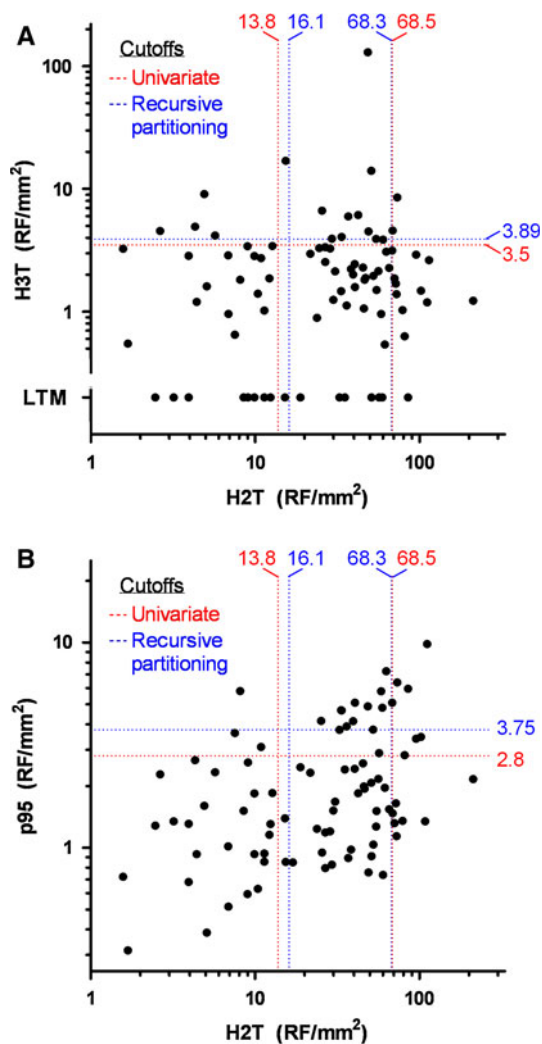 A
13.8 16.1 68.3 68.5
Cutoffs
Univariate
Recursive
partitioning
100
10
1
LTM
H3T (RF/mm²)
3.89
3.5
1 10 100
H2T (RF/mm²)
B
13.8 16.1 68.3 68.5
Cutoffs
Univariate
Recursive
partitioning
10
1
p95 (RF/mm²)
3.75
2.8
1 10 100
H2T (RF/mm²)